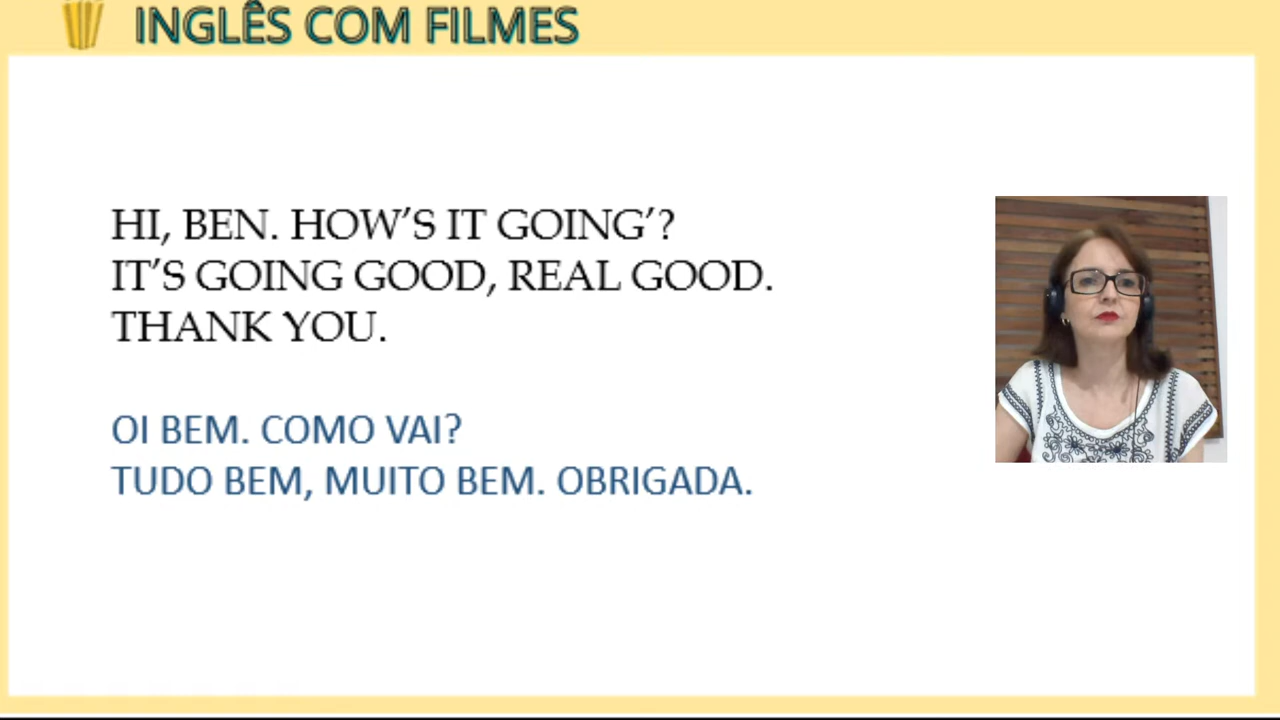 INGLÊS COM FILMES
HI, BEN. HOW’S IT GOING’?
IT’S GOING GOOD, REAL GOOD.
THANK YOU.
OI BEM. COMO VAI?
TUDO BEM, MUITO BEM. OBRIGADA.